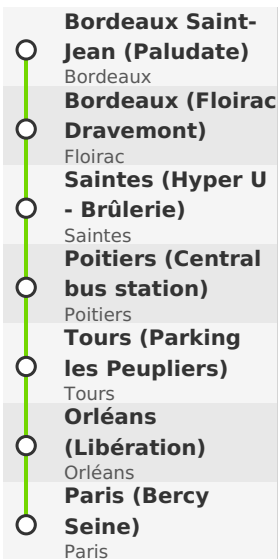 Bordeaux Saint-
Jean (Paludate)
Bordeaux
Bordeaux (Floirac
Dravemont)
Floirac
Saintes (Hyper U
- Brûlerie)
Saintes
Poitiers (Central
bus station)
Poitiers
Tours (Parking
les Peupliers)
Tours
Orléans
(Libération)
Orléans
Paris (Bercy
Seine)
Paris